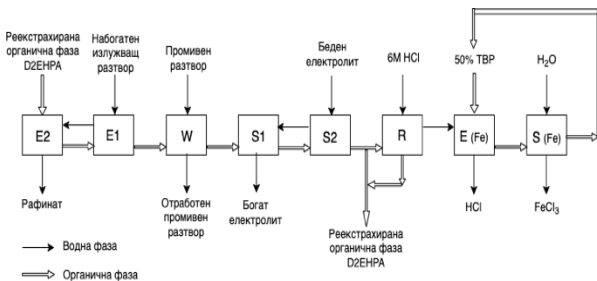 Реекстрахирана
органична фаза
D2EHPA
Набогатен
излужващ
разтвор
Промивен
разтвор
Беден
електролит
6M HCl
50% TBP
H₂O
E2
E1
W
S1
S2
R
E (Fe)
S (Fe)
Рафинат
Отработен
промивен
разтвор
Богат
електролит
Реекстрахирана
органична фаза
D2EHPA
HCl
FeCl₃
Водна фаза
Органична фаза